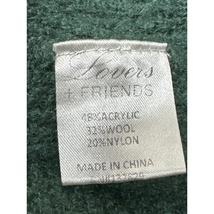 Lovers
+ FRIENDS
48%ACRYLIC
32%WOOL
20%NYLON
MADE IN CHINA